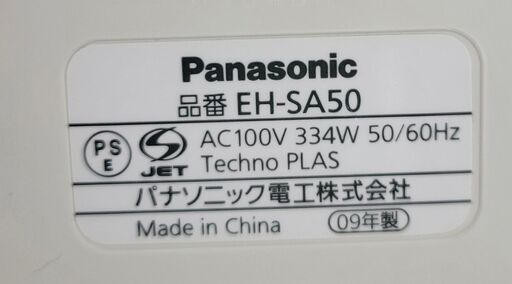 Panasonic
品番 EH-SA50
PS E JET AC100V 334W 50/60Hz
Techno PLAS
パナソニック電工株式会社
Made in China 09年製